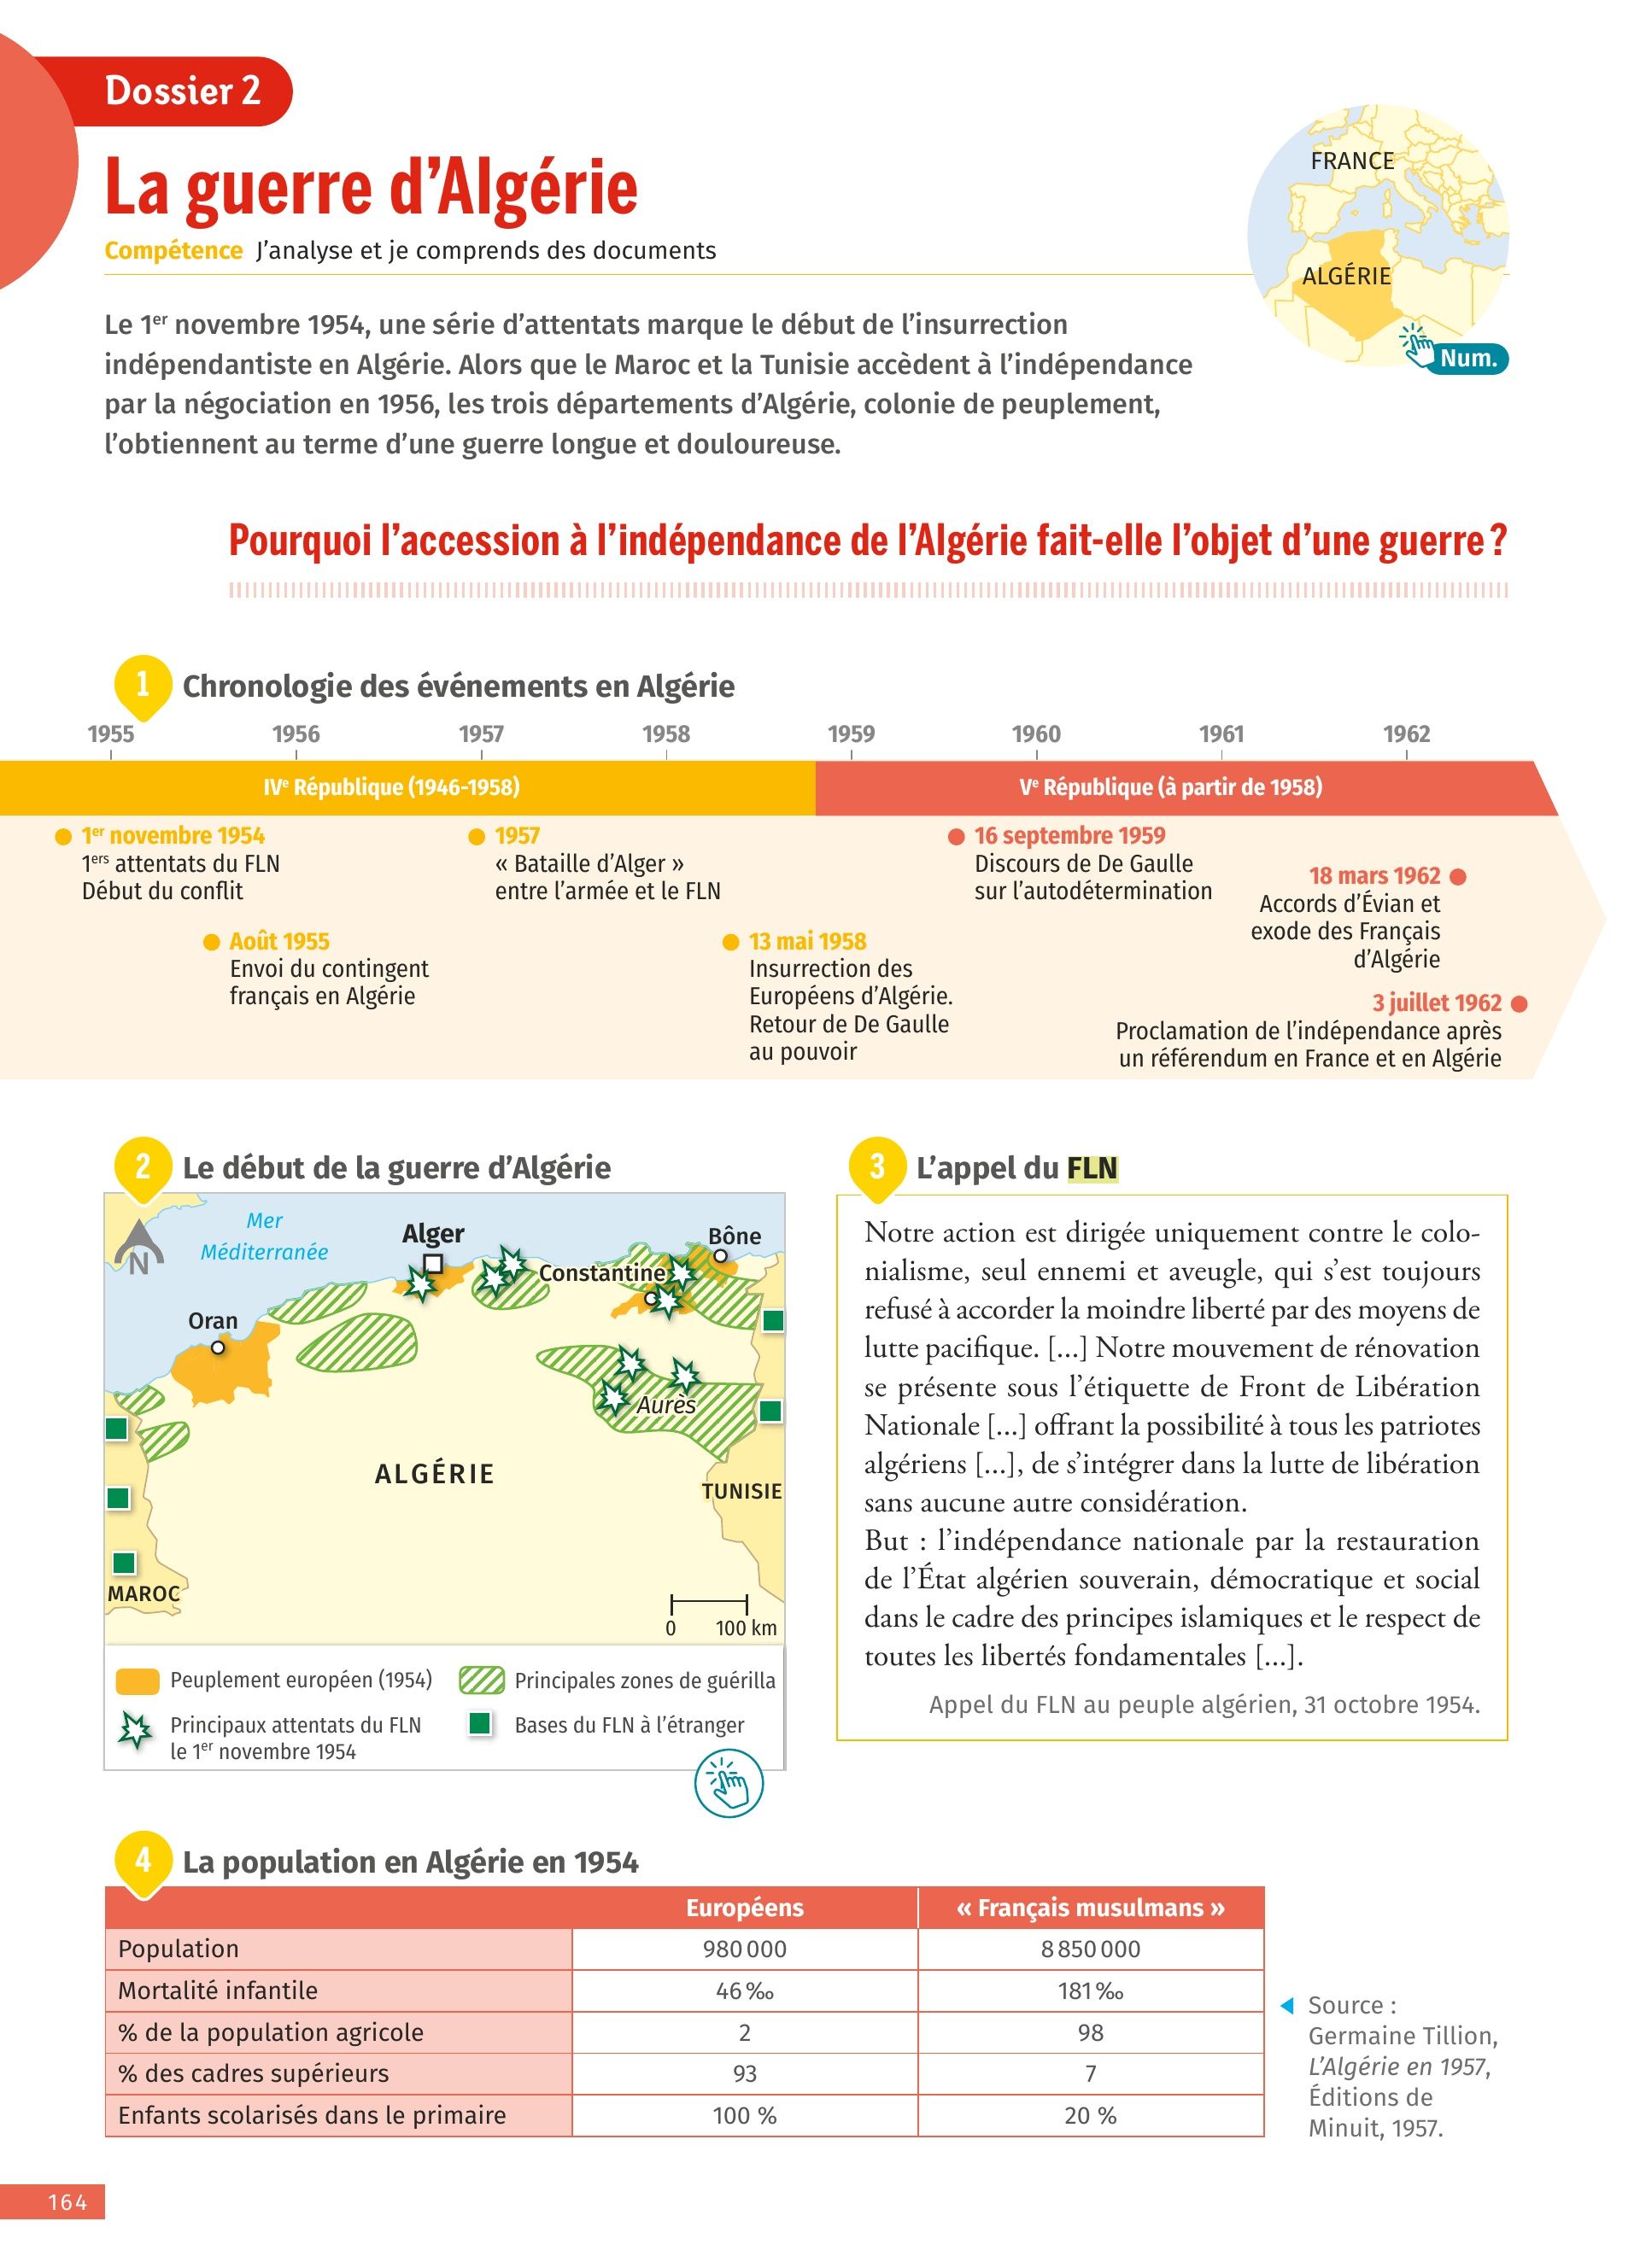 Dossier 2
La guerre d'Algérie
Compétence J'analyse et je comprends des documents
FRANCE
ALGÉRIE
Num.
Le 1er novembre 1954, une série d'attentats marque le début de l'insurrection
indépendantiste en Algérie. Alors que le Maroc et la Tunisie accèdent à l'indépendance
par la négociation en 1956, les trois départements d'Algérie, colonie de peuplement,
l'obtiennent au terme d'une guerre longue et douloureuse.
Pourquoi l'accession à l'indépendance de l'Algérie fait-elle l'objet d'une guerre ?
1 Chronologie des événements en Algérie
1955 1956 1957 1958 1959 1960 1961 1962
IVe République (1946-1958) Ve République (à partir de 1958)
1er novembre 1954
1ers attentats du FLN
Début du conflit
Août 1955
Envoi du contingent
français en Algérie
1957
« Bataille d'Alger »
entre l'armée et le FLN
13 mai 1958
Insurrection des
Européens d'Algérie.
Retour de De Gaulle
au pouvoir
16 septembre 1959
Discours de De Gaulle
sur l'autodétermination
18 mars 1962
Accords d'Évian et
exode des Français
d'Algérie
3 juillet 1962
Proclamation de l'indépendance après
un référendum en France et en Algérie
2 Le début de la guerre d'Algérie
N
Mer
Méditerranée
Alger
Bône
Constantine
Oran
Aurès
ALGÉRIE
TUNISIE
MAROC
0 100 km
Peuplement européen (1954)
Principales zones de guérilla
Principaux attentats du FLN
le 1er novembre 1954
Bases du FLN à l'étranger
3 L'appel du FLN
Notre action est dirigée uniquement contre le colo-
nialisme, seul ennemi et aveugle, qui s'est toujours
refusé à accorder la moindre liberté par des moyens de
lutte pacifique. [...] Notre mouvement de rénovation
se présente sous l'étiquette de Front de Libération
Nationale [...] offrant la possibilité à tous les patriotes
algériens [...], de s'intégrer dans la lutte de libération
sans aucune autre considération.
But : l'indépendance nationale par la restauration
de l'État algérien souverain, démocratique et social
dans le cadre des principes islamiques et le respect de
toutes les libertés fondamentales [...].
Appel du FLN au peuple algérien, 31 octobre 1954.
4 La population en Algérie en 1954
Européens « Français musulmans »
Population 980 000 8 850 000
Mortalité infantile 46 ‰ 181 ‰
% de la population agricole 2 98
% des cadres supérieurs 93 7
Enfants scolarisés dans le primaire 100 % 20 %
Source :
Germaine Tillion,
L'Algérie en 1957,
Éditions de
Minuit, 1957.
164